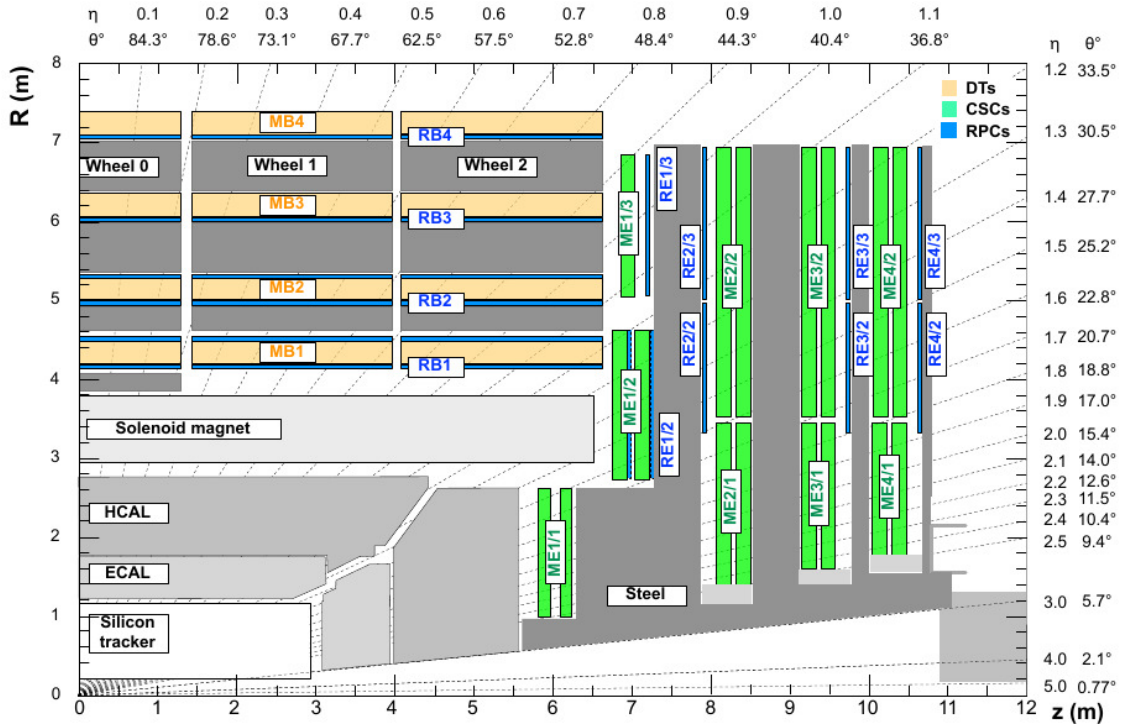 η 0.1 0.2 0.3 0.4 0.5 0.6 0.7 0.8 0.9 1.0 1.1
θ° 84.3° 78.6° 73.1° 67.7° 62.5° 57.5° 52.8° 48.4° 44.3° 40.4° 36.8° η θ°
R (m)
8
7
6
5
4
3
2
1
0
1.2 33.5°
1.3 30.5°
1.4 27.7°
1.5 25.2°
1.6 22.8°
1.7 20.7°
1.8 18.8°
1.9 17.0°
2.0 15.4°
2.1 14.0°
2.2 12.6°
2.3 11.5°
2.4 10.4°
2.5 9.4°
3.0 5.7°
4.0 2.1°
5.0 0.77°
DTs
CSCs
RPCs
MB4
RB4
Wheel 0
Wheel 1
Wheel 2
MB3
RB3
MB2
RB2
MB1
RB1
Solenoid magnet
HCAL
ECAL
Silicon
tracker
Steel
ME1/3
RE1/3
ME1/2
RE1/2
ME1/1
RE2/3
RE2/2
ME2/2
ME2/1
ME3/2
ME3/1
RE3/3
RE3/2
ME4/2
ME4/1
RE4/3
RE4/2
0 1 2 3 4 5 6 7 8 9 10 11 12
z (m)